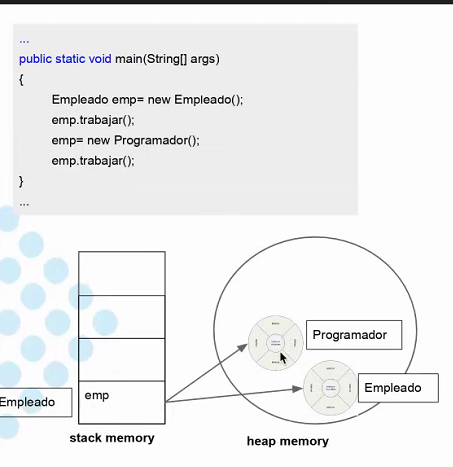 ...
public static void main(String[] args)
{
Empleado emp= new Empleado();
emp.trabajar();
emp= new Programador();
emp.trabajar();
}
...
Programador
Empleado
emp
Empleado
stack memory
heap memory